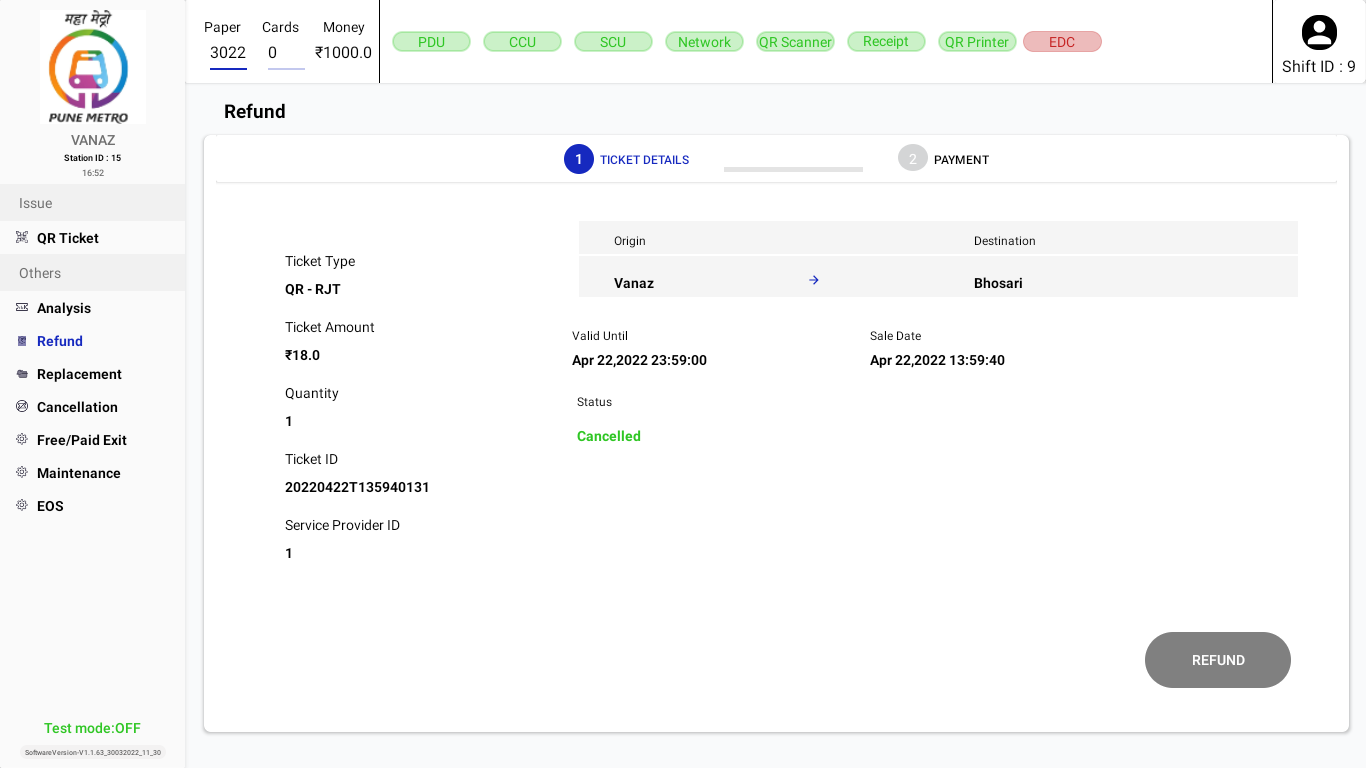 महा मेट्रो
PUNE METRO
VANAZ
Station ID : 15
16:52
Issue
QR Ticket
Others
Analysis
Refund
Replacement
Cancellation
Free/Paid Exit
Maintenance
EOS
Test mode:OFF
SoftwareVersion-V1.1.63_30032022_11_30
Paper Cards Money
3022 0 ₹1000.0
PDU CCU SCU Network QR Scanner Receipt QR Printer EDC
Shift ID : 9
Refund
1 TICKET DETAILS 2 PAYMENT
Ticket Type
QR - RJT
Ticket Amount
₹18.0
Quantity
1
Ticket ID
20220422T135940131
Service Provider ID
1
Origin Destination
Vanaz → Bhosari
Valid Until Sale Date
Apr 22,2022 23:59:00 Apr 22,2022 13:59:40
Status
Cancelled
REFUND